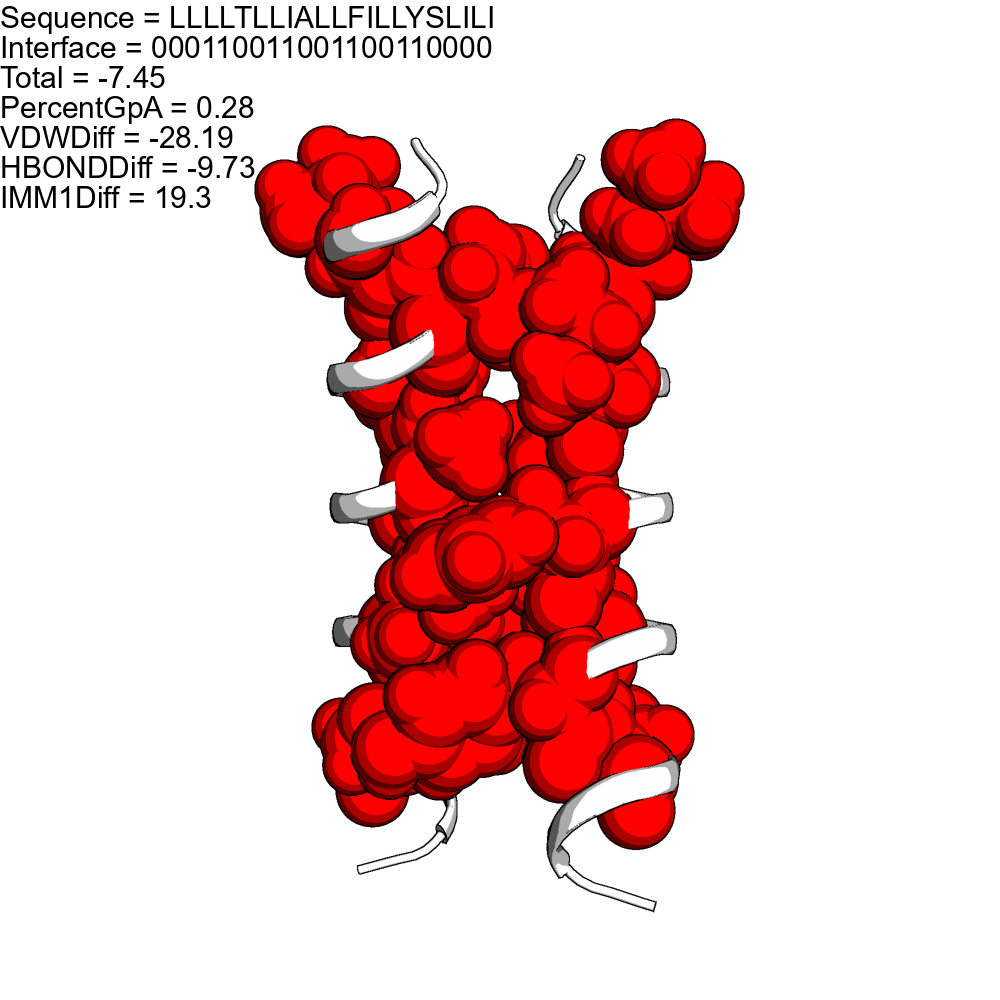 Sequence = LLLLTLLIALLFILLYSLILI
Interface = 000110011001100110000
Total = -7.45
PercentGpA = 0.28
VDWDiff = -28.19
HBONDDiff = -9.73
IMM1Diff = 19.3